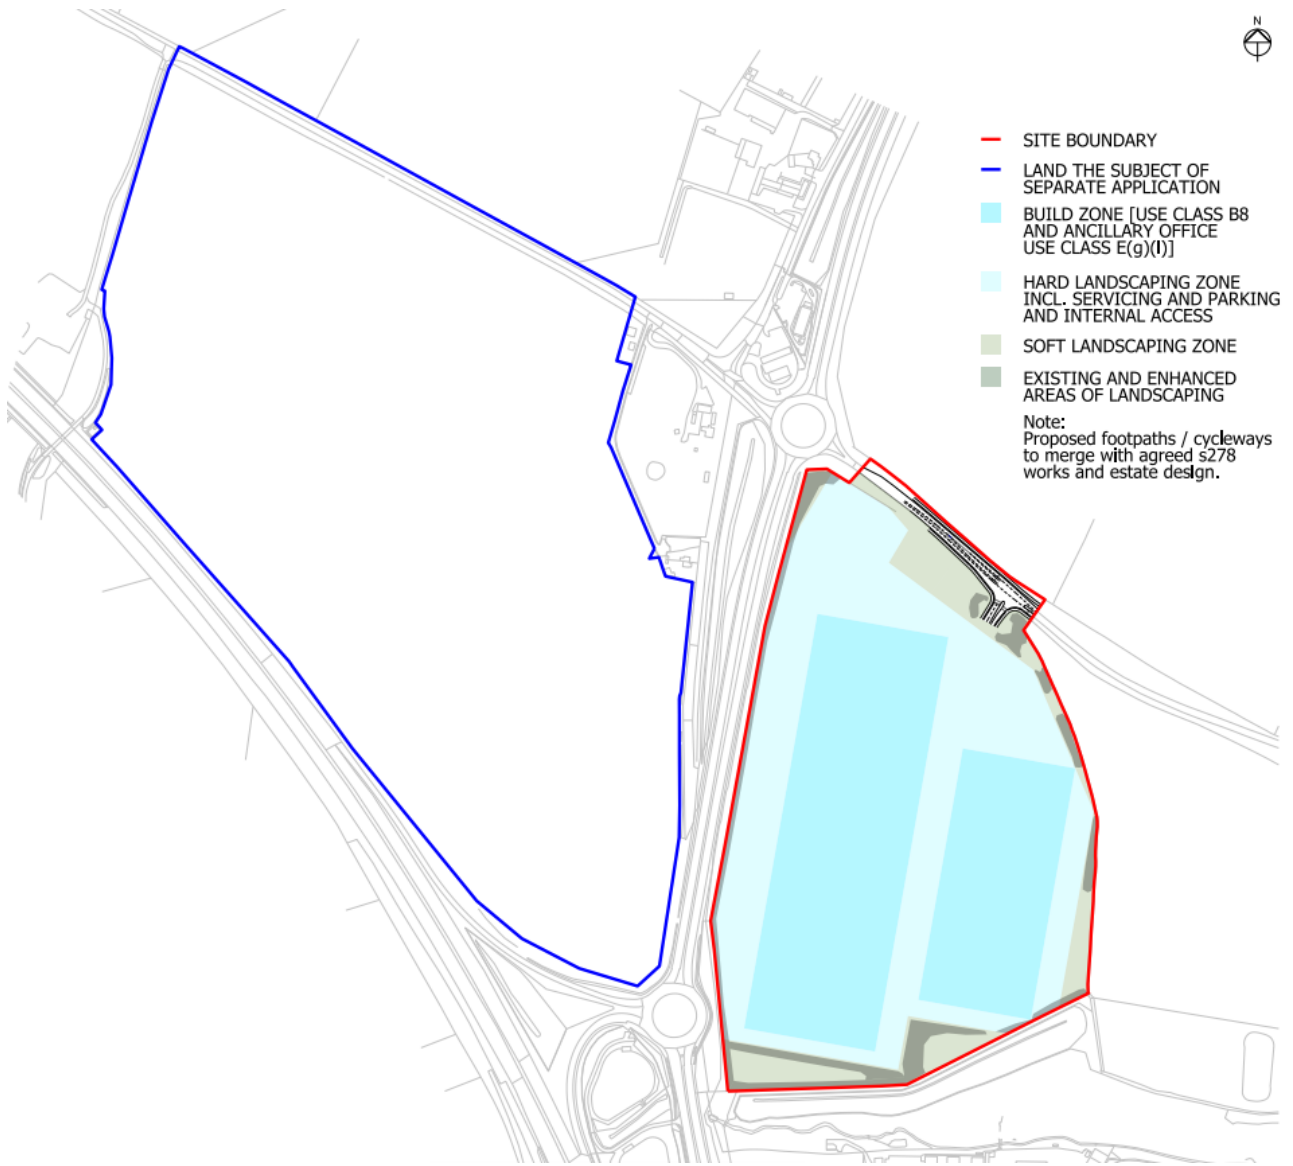 N
SITE BOUNDARY
LAND THE SUBJECT OF
SEPARATE APPLICATION
BUILD ZONE [USE CLASS B8
AND ANCILLARY OFFICE
USE CLASS E(g)(I)]
HARD LANDSCAPING ZONE
INCL. SERVICING AND PARKING
AND INTERNAL ACCESS
SOFT LANDSCAPING ZONE
EXISTING AND ENHANCED
AREAS OF LANDSCAPING
Note:
Proposed footpaths / cycleways
to merge with agreed s278
works and estate design.